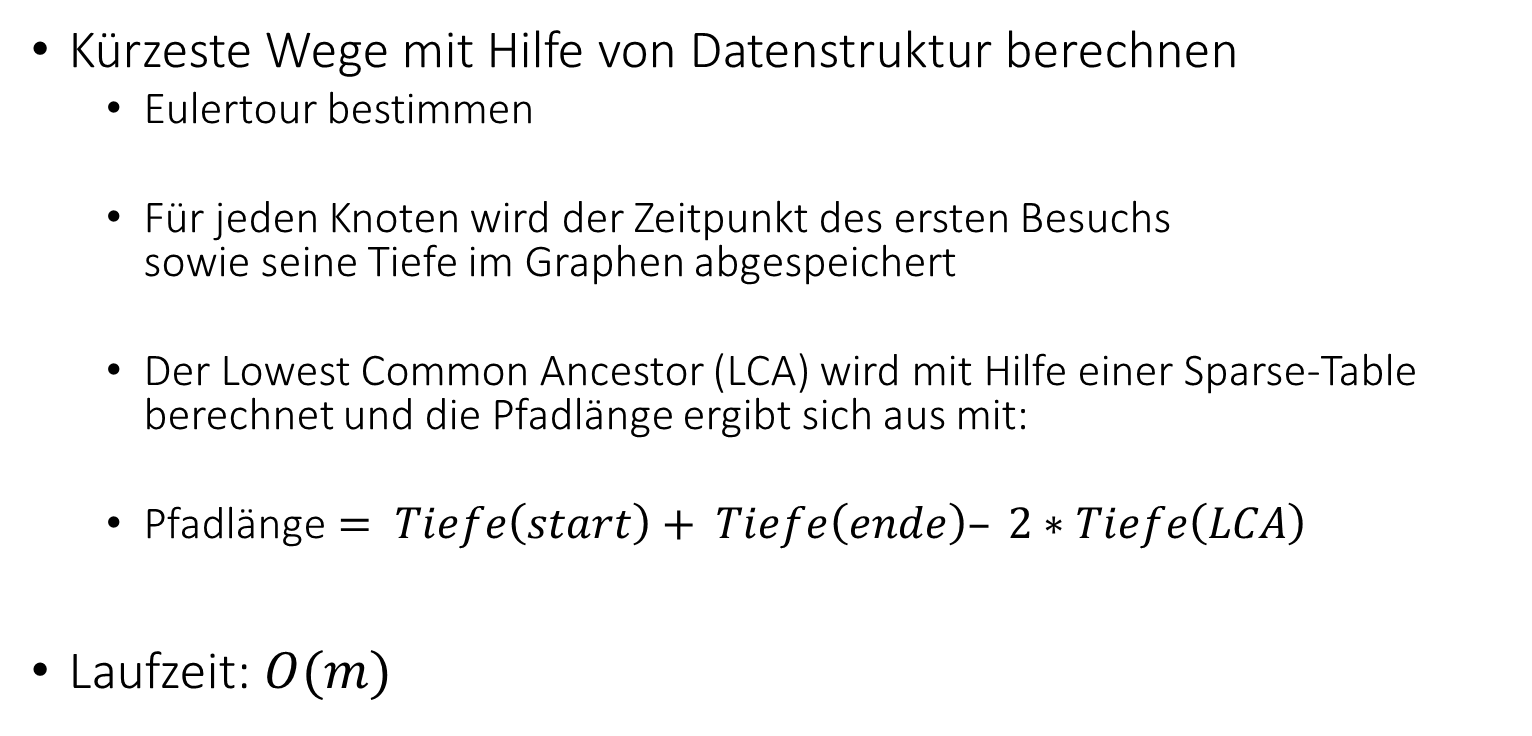 • Kürzeste Wege mit Hilfe von Datenstruktur berechnen
• Eulertour bestimmen
• Für jeden Knoten wird der Zeitpunkt des ersten Besuchs
sowie seine Tiefe im Graphen abgespeichert
• Der Lowest Common Ancestor (LCA) wird mit Hilfe einer Sparse-Table
berechnet und die Pfadlänge ergibt sich aus mit:
• Pfadlänge = Tiefe(start) + Tiefe(ende)– 2 ∗ Tiefe(LCA)
• Laufzeit: O(m)